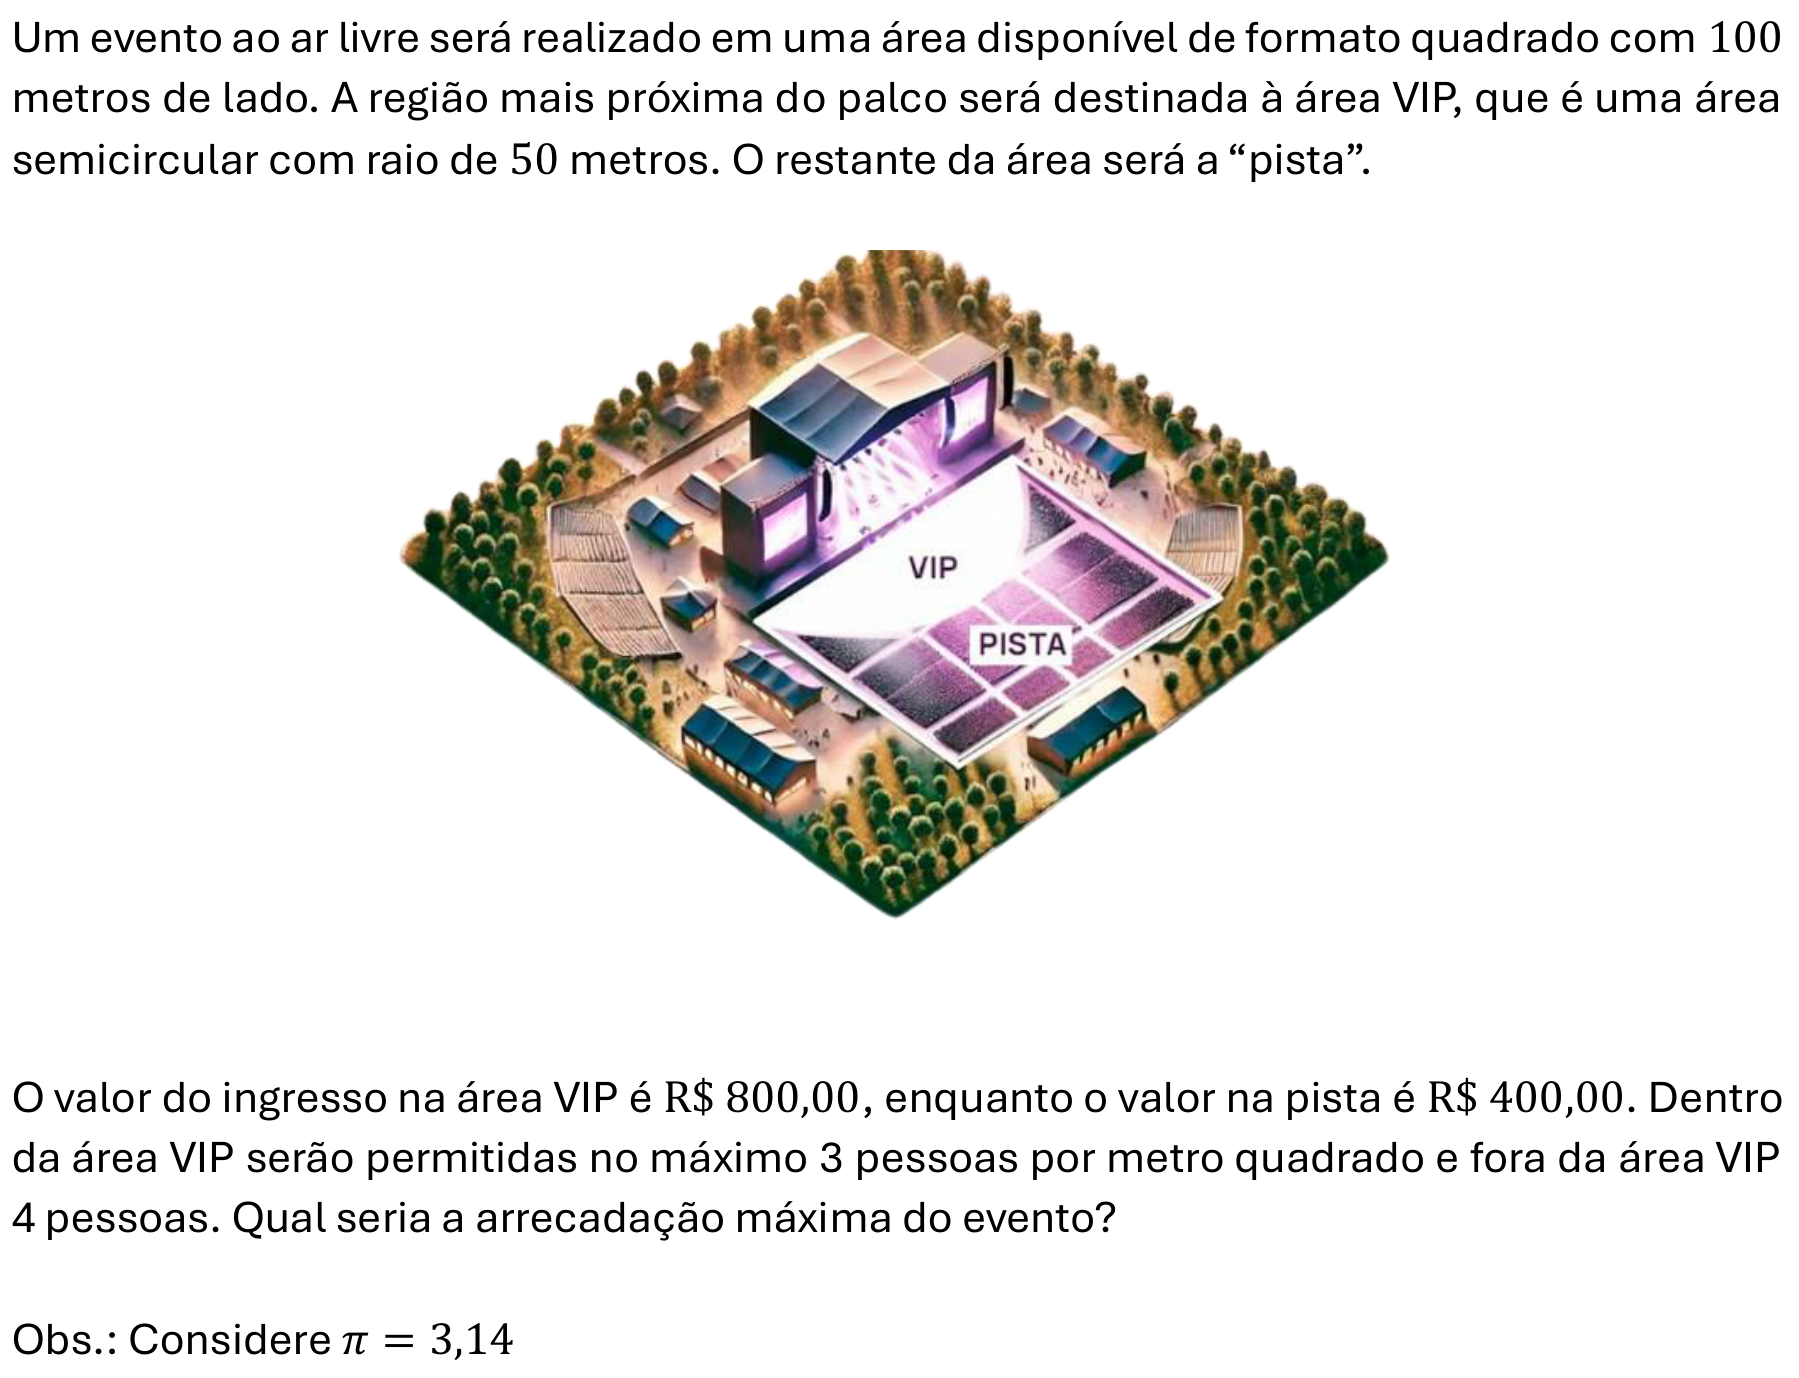 Um evento ao ar livre será realizado em uma área disponível de formato quadrado com 100
metros de lado. A região mais próxima do palco será destinada à área VIP, que é uma área
semicircular com raio de 50 metros. O restante da área será a “pista”.
VIP
PISTA
O valor do ingresso na área VIP é R$ 800,00, enquanto o valor na pista é R$ 400,00. Dentro
da área VIP serão permitidas no máximo 3 pessoas por metro quadrado e fora da área VIP
4 pessoas. Qual seria a arrecadação máxima do evento?
Obs.: Considere π = 3,14